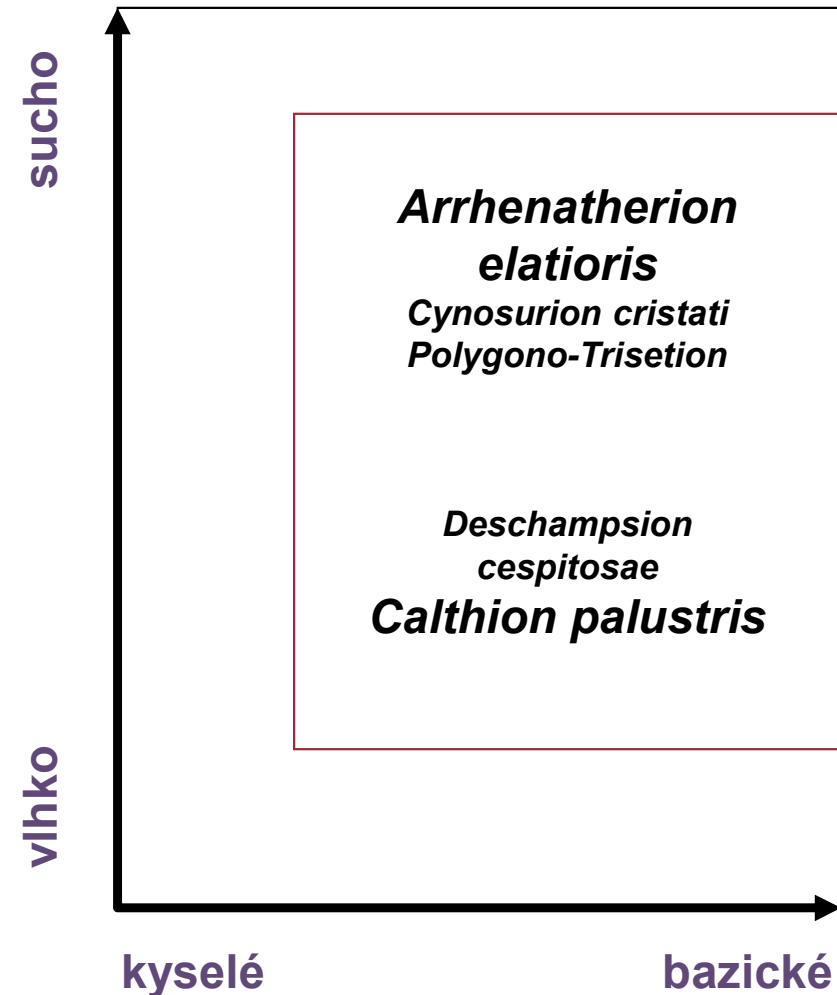 sucho
Arrhenatherion
elatioris
Cynosurion cristati
Polygono-Trisetion
Deschampsion
cespitosae
Calthion palustris
vlhko
kyselé
bazické